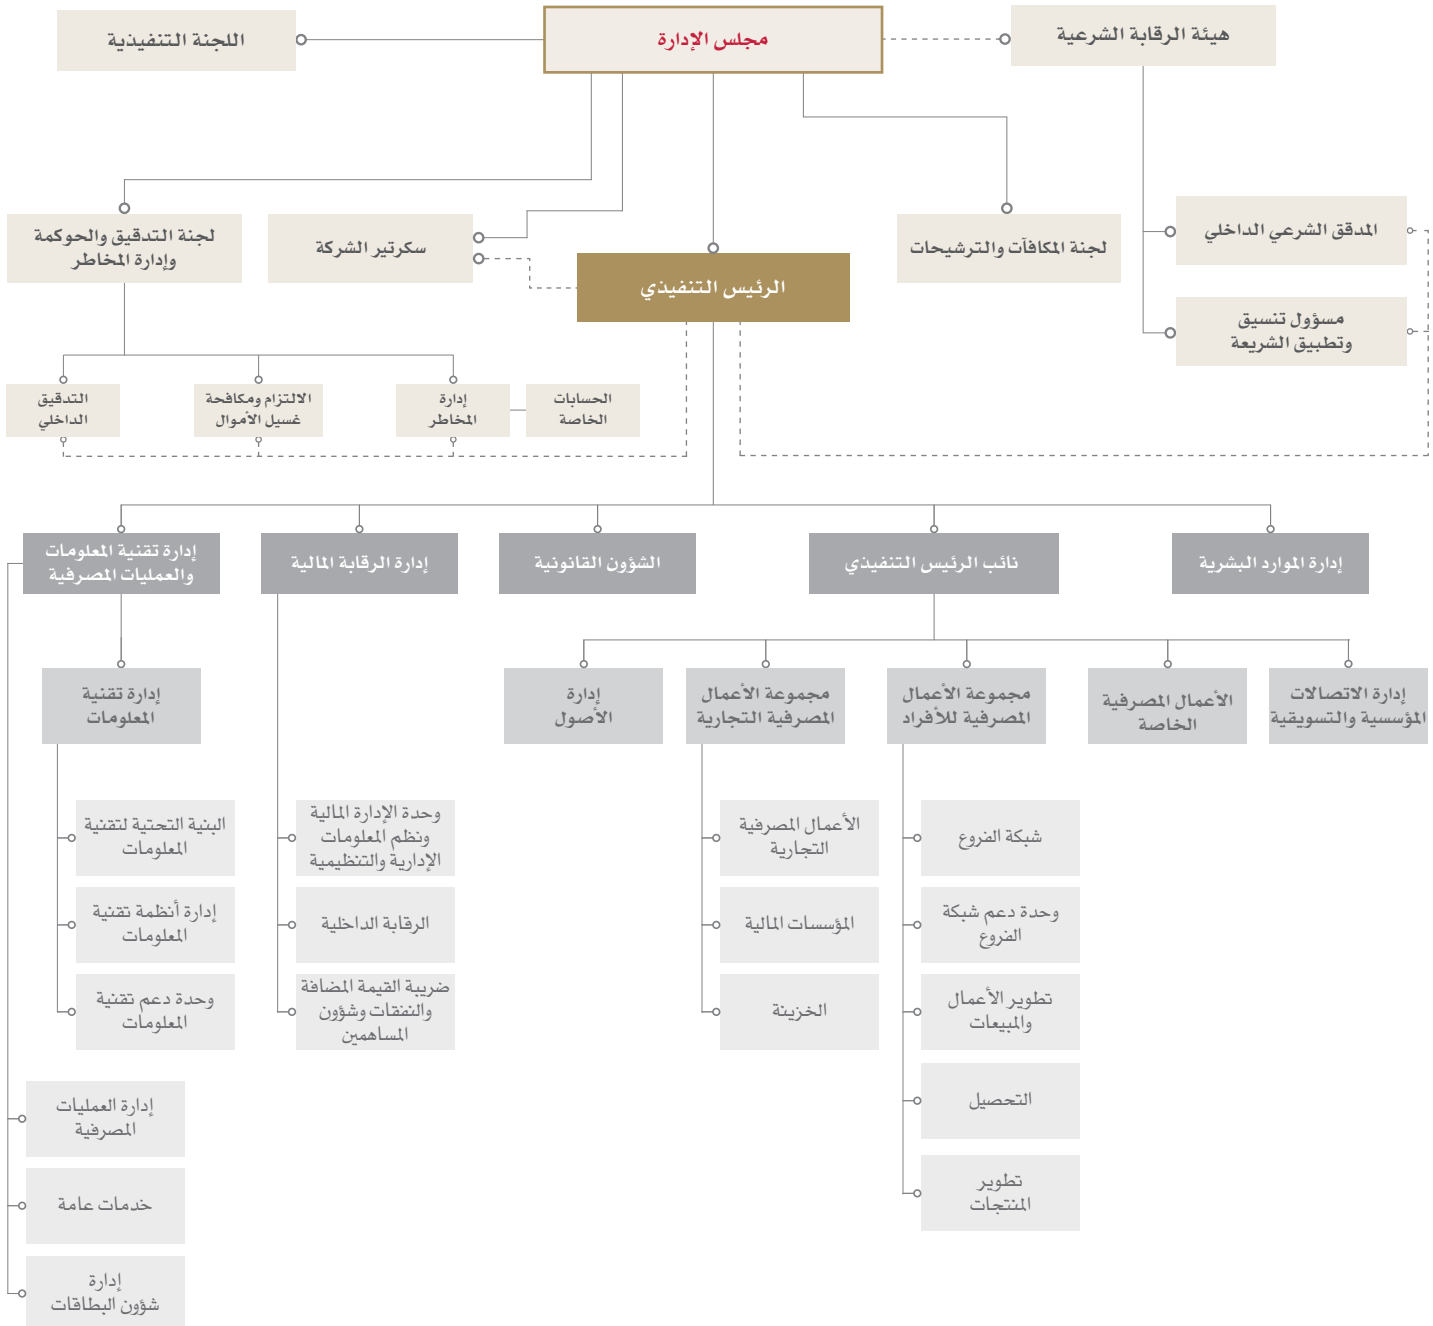 هيئة الرقابة الشرعية
مجلس الإدارة
اللجنة التنفيذية
المدقق الشرعي الداخلي
لجنة المكافآت والترشيحات
سكرتير الشركة
لجنة التدقيق والحوكمة
وإدارة المخاطر
الرئيس التنفيذي
مسؤول تنسيق
وتطبيق الشريعة
الحسابات
الخاصة
إدارة
المخاطر
الالتزام ومكافحة
غسيل الأموال
التدقيق
الداخلي
إدارة الموارد البشرية
نائب الرئيس التنفيذي
الشؤون القانونية
إدارة الرقابة المالية
إدارة تقنية المعلومات
والعمليات المصرفية
إدارة الاتصالات
المؤسسية والتسويقية
الأعمال المصرفية
الخاصة
مجموعة الأعمال
المصرفية للأفراد
مجموعة الأعمال
المصرفية التجارية
إدارة
الأصول
إدارة تقنية
المعلومات
شبكة الفروع
وحدة دعم شبكة
الفروع
تطوير الأعمال
والمبيعات
التحصيل
تطوير
المنتجات
الأعمال المصرفية
التجارية
المؤسسات المالية
الخزينة
وحدة الإدارة المالية
ونظم المعلومات
الإدارية والتنظيمية
الرقابة الداخلية
ضريبة القيمة المضافة
والنفقات وشؤون
المساهمين
البنية التحتية لتقنية
المعلومات
إدارة أنظمة تقنية
المعلومات
وحدة دعم تقنية
المعلومات
إدارة العمليات
المصرفية
خدمات عامة
إدارة
شؤون البطاقات